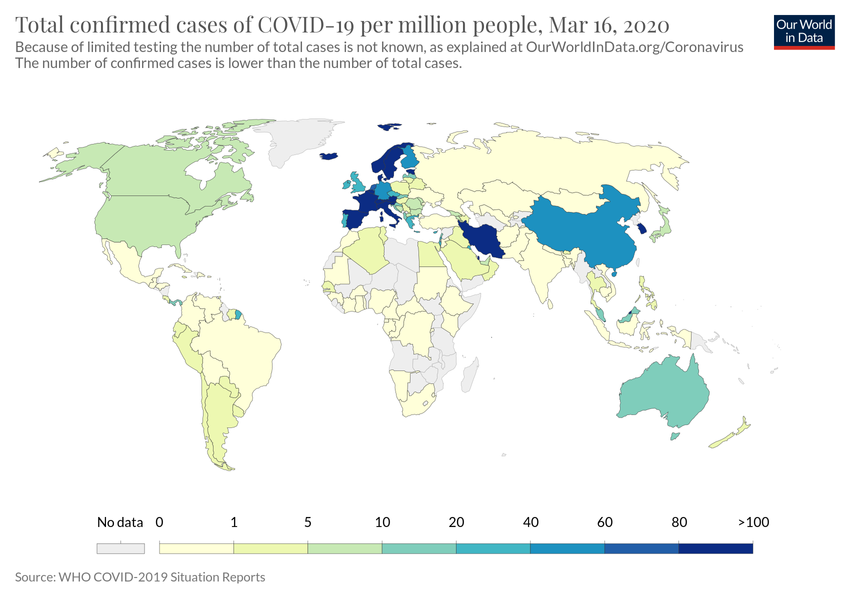 Total confirmed cases of COVID-19 per million people, Mar 16, 2020
Our World
in Data
Because of limited testing the number of total cases is not known, as explained at OurWorldInData.org/Coronavirus
The number of confirmed cases is lower than the number of total cases.
No data 0 1 5 10 20 40 60 80 >100
Source: WHO COVID-2019 Situation Reports